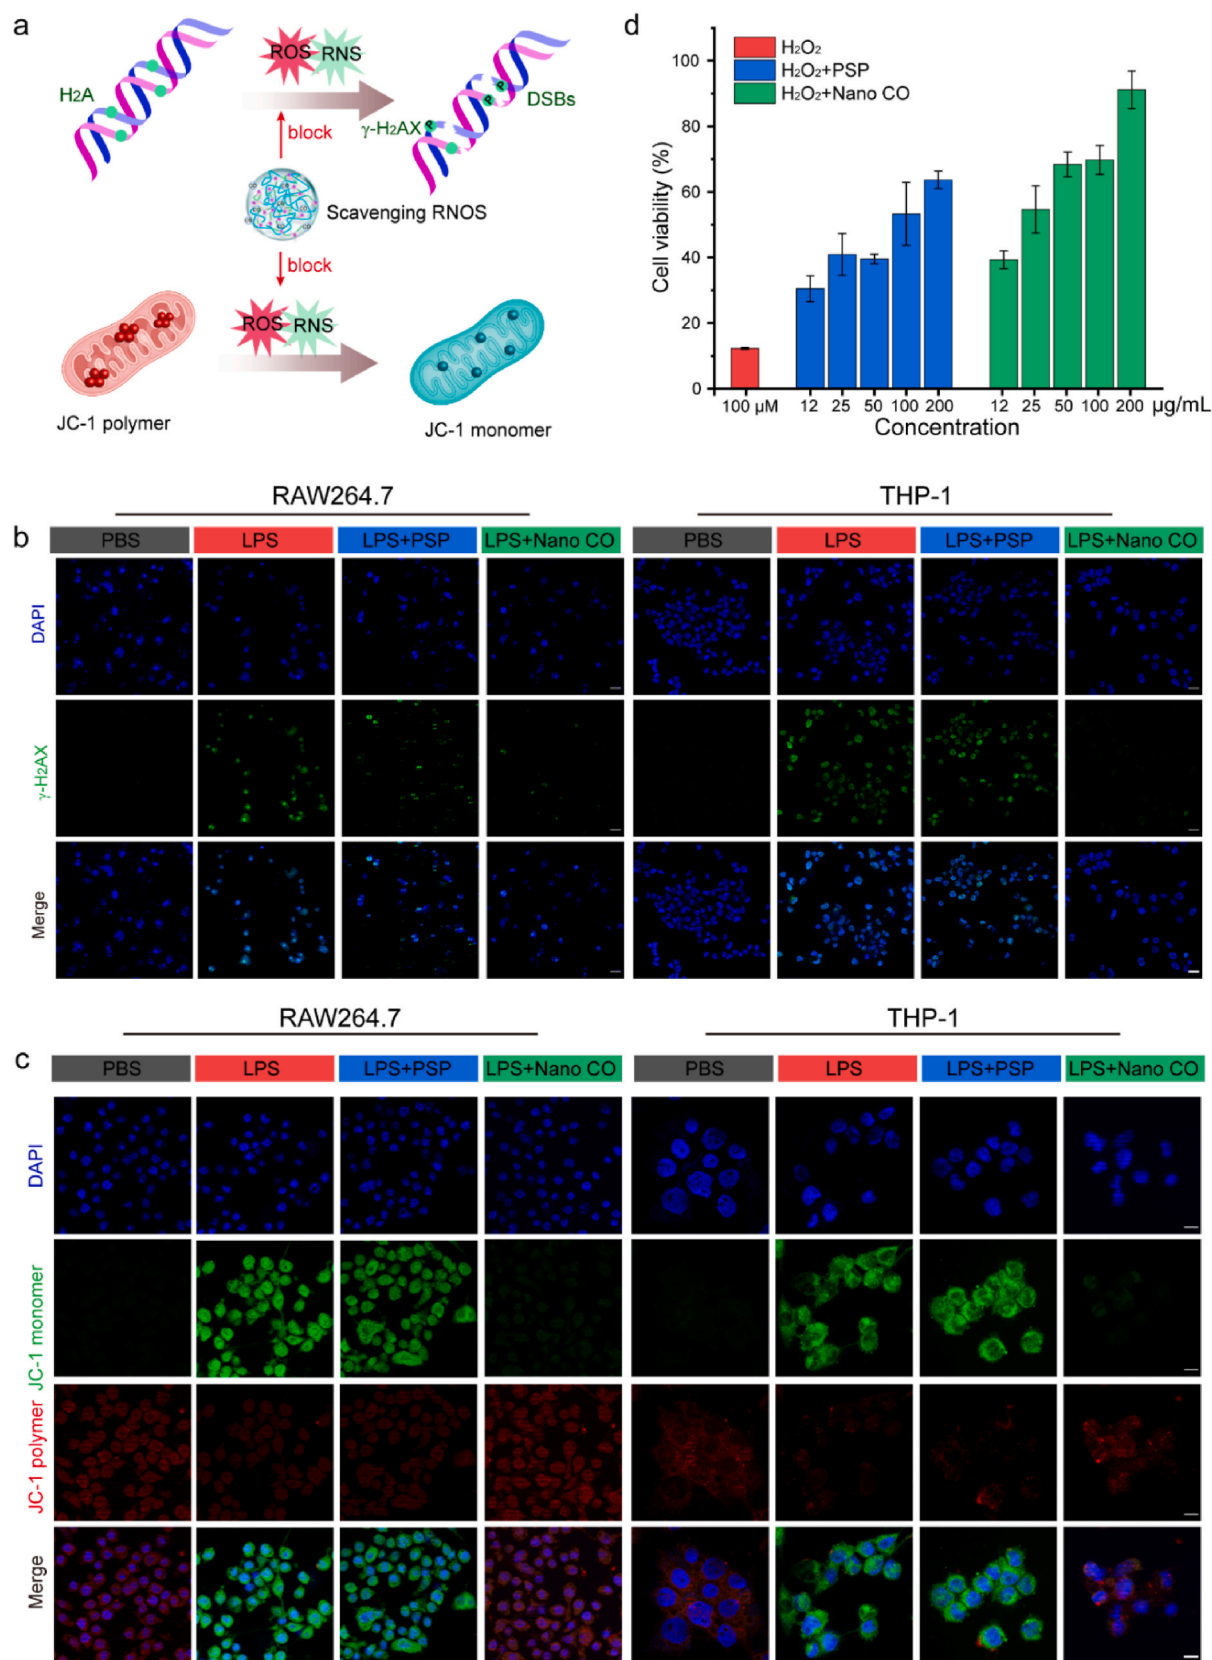 a
ROS RNS
H2A
P
P
DSBs
γ-H2AX
P
block
CO
Scavenging RNOS
block
ROS RNS
JC-1 polymer
JC-1 monomer
d
H2O2
H2O2+PSP
H2O2+Nano CO
100
80
60
40
20
0
Cell viability (%)
100 μM 12 25 50 100 200 12 25 50 100 200 μg/mL
Concentration
RAW264.7 THP-1
b
PBS LPS LPS+PSP LPS+Nano CO PBS LPS LPS+PSP LPS+Nano CO
DAPI
γ-H2AX
Merge
RAW264.7 THP-1
c
PBS LPS LPS+PSP LPS+Nano CO PBS LPS LPS+PSP LPS+Nano CO
DAPI
JC-1 monomer
JC-1 polymer
Merge